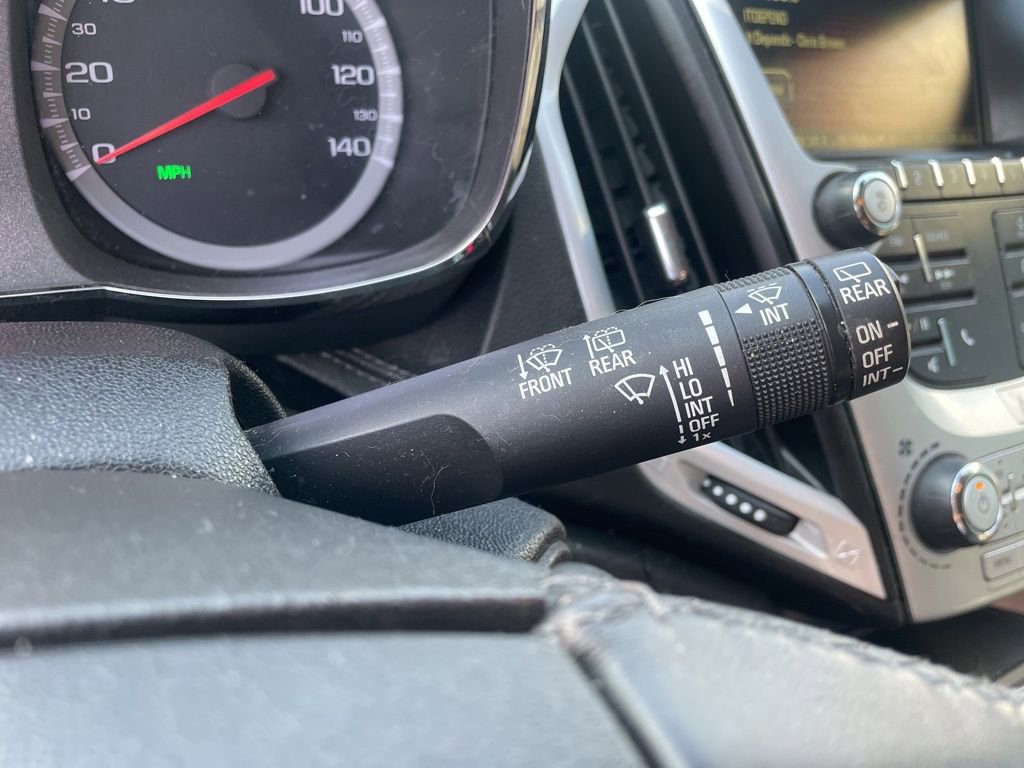 30
20
10
0
MPH
100
110
120
130
140
FRONT
REAR
HI
LO
INT
OFF
1x
INT
REAR
ON
OFF
INT